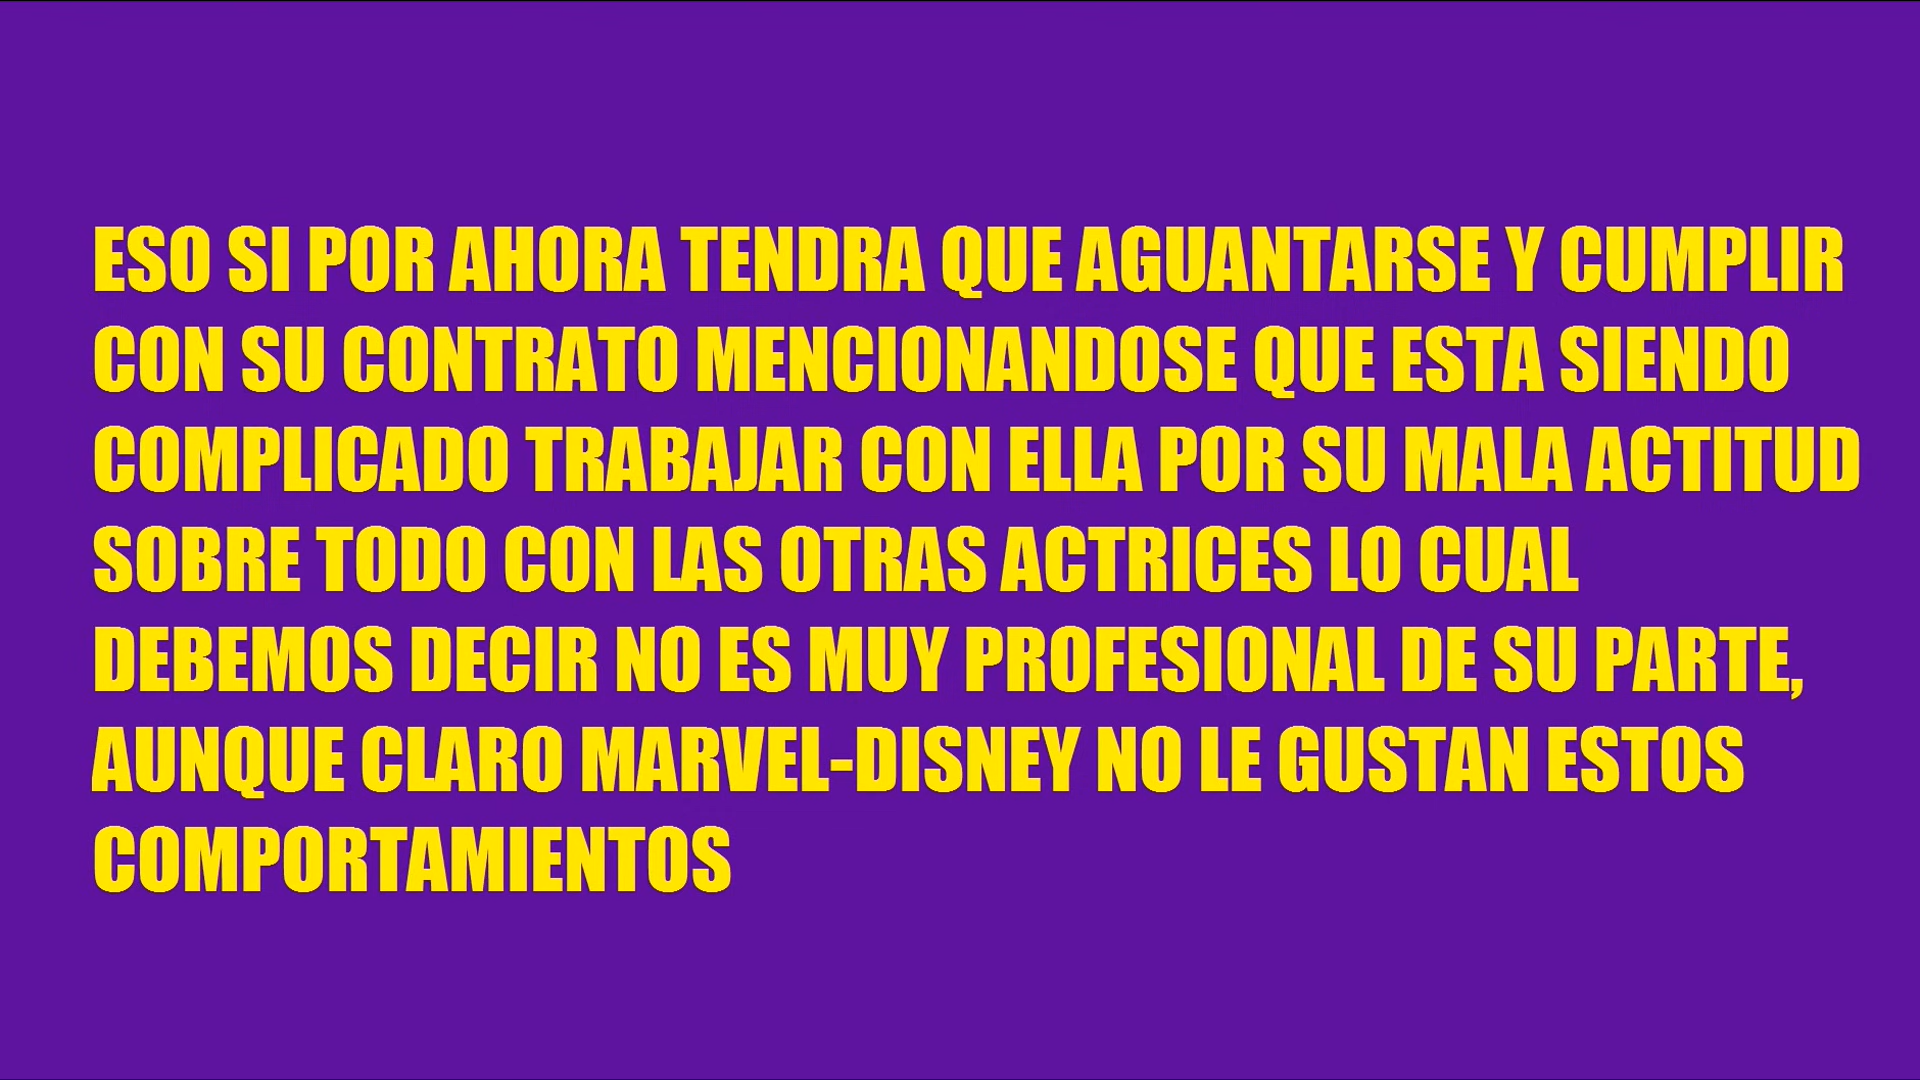 ESO SI POR AHORA TENDRA QUE AGUANTARSE Y CUMPLIR
CON SU CONTRATO MENCIONANDOSE QUE ESTA SIENDO
COMPLICADO TRABAJAR CON ELLA POR SU MALA ACTITUD
SOBRE TODO CON LAS OTRAS ACTRICES LO CUAL
DEBEMOS DECIR NO ES MUY PROFESIONAL DE SU PARTE,
AUNQUE CLARO MARVEL-DISNEY NO LE GUSTAN ESTOS
COMPORTAMIENTOS